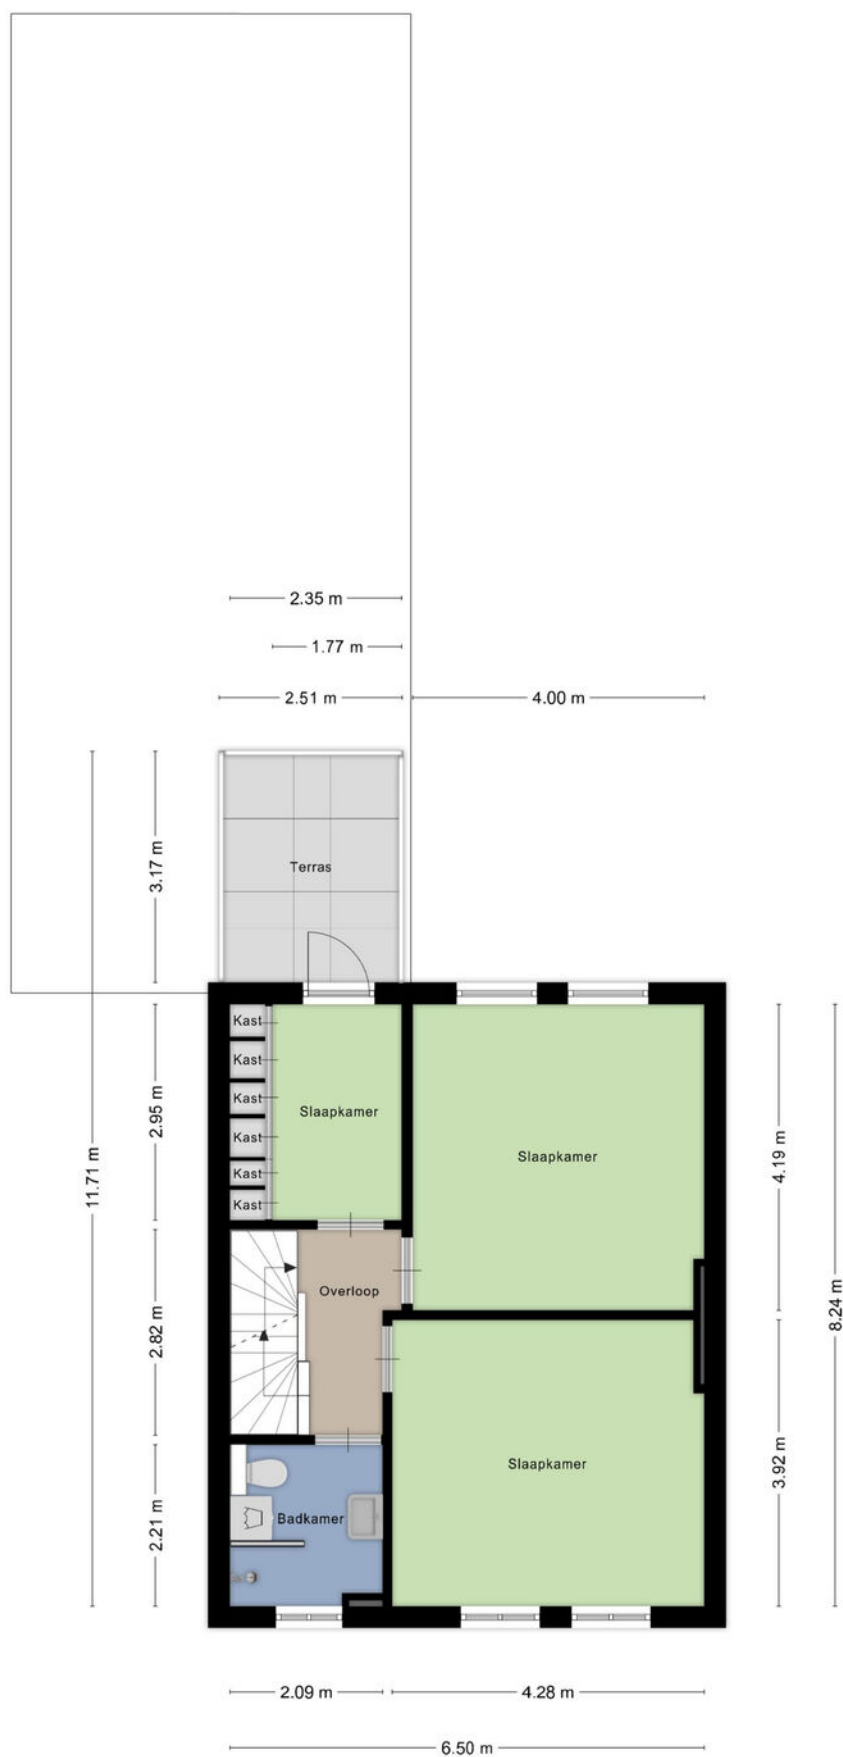 2.35 m
1.77 m
2.51 m
4.00 m
3.17 m
Terras
11.71 m
2.95 m
Kast
Kast
Kast
Kast
Kast
Kast
Slaapkamer
Slaapkamer
4.19 m
8.24 m
2.82 m
Overloop
Slaapkamer
3.92 m
2.21 m
Badkamer
2.09 m
4.28 m
6.50 m